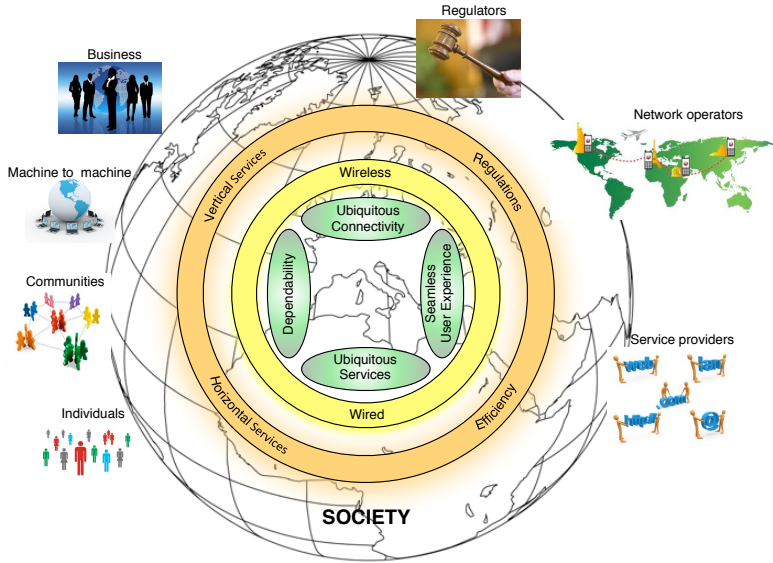 Regulators
Business
Network operators
Machine to machine
Vertical Services
Regulations
Wireless
Ubiquitous
Connectivity
Dependability
Seamless
User Experience
Communities
Ubiquitous
Services
Service providers
web
lan
.com
http://
@
Individuals
Wired
Horizontal Services
Efficiency
SOCIETY